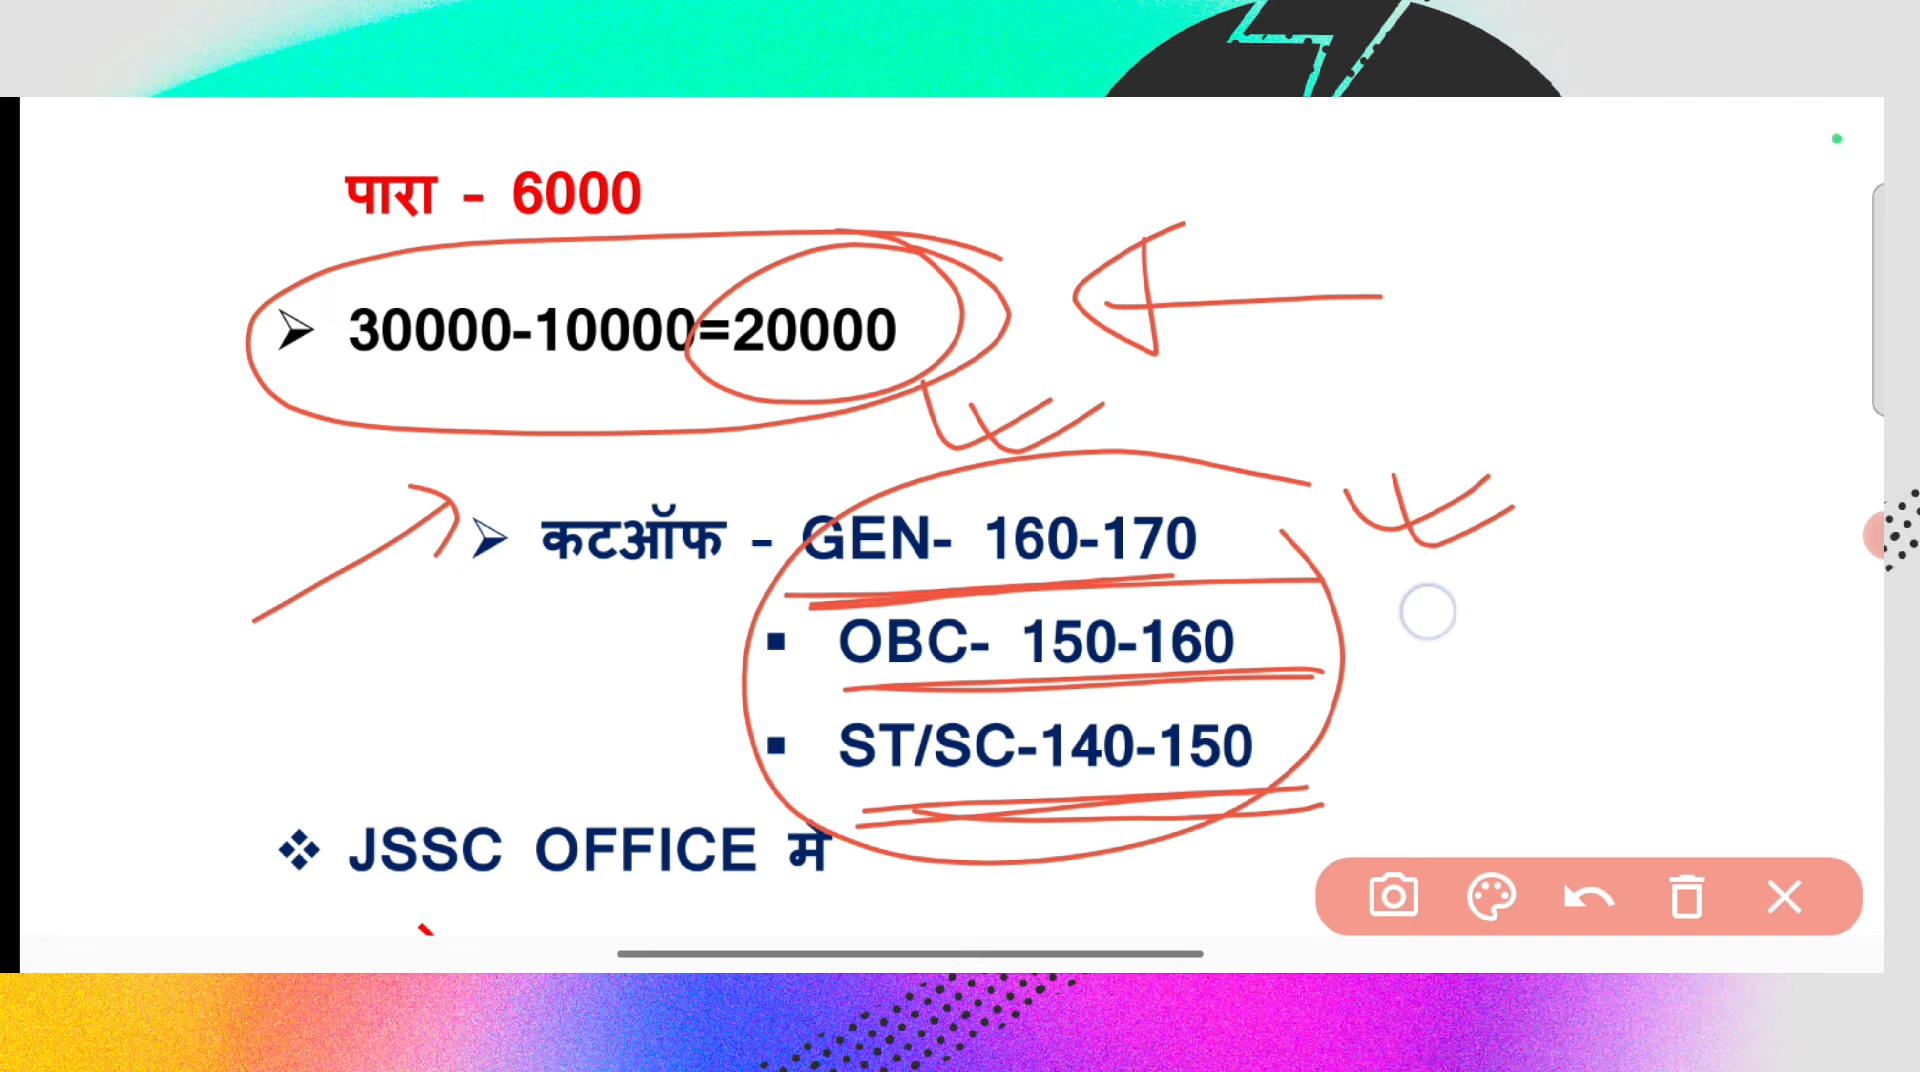 पारा - 6000
➢ 30000-10000=20000
➢ कटऑफ - GEN- 160-170
▪ OBC- 150-160
▪ ST/SC-140-150
❖ JSSC OFFICE में